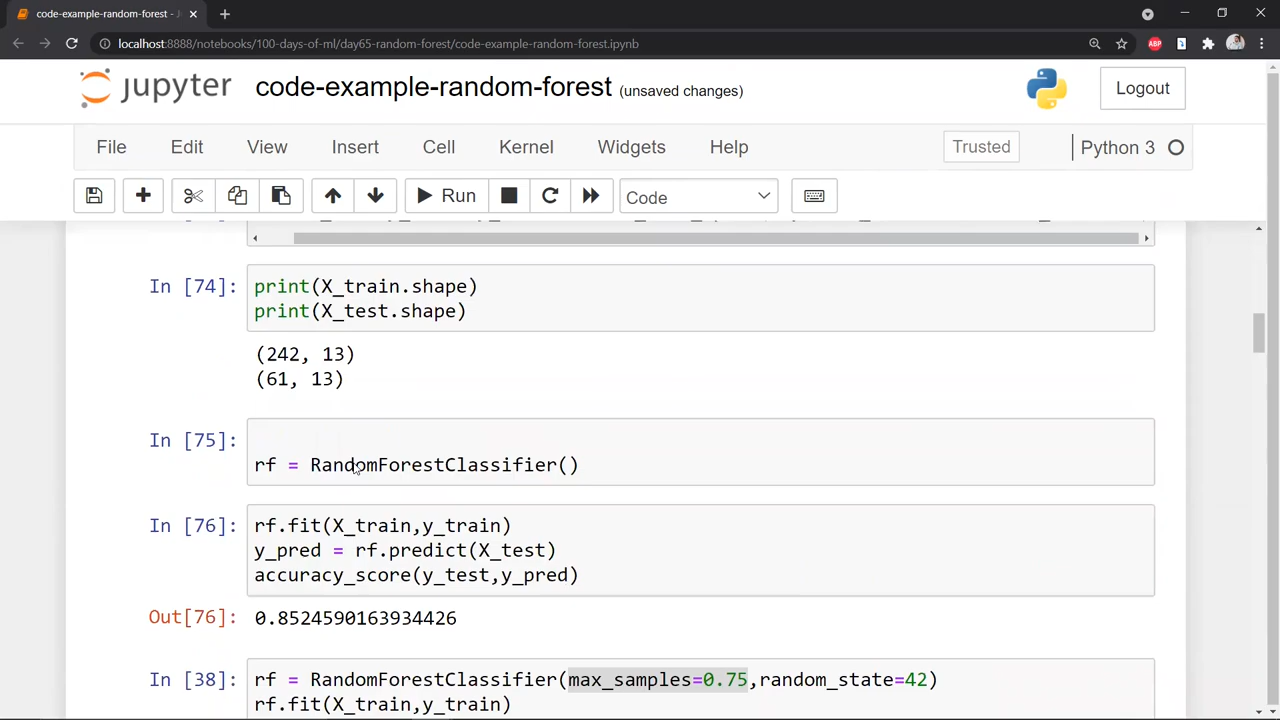 code-example-random-forest - J
localhost:8888/notebooks/100-days-of-ml/day65-random-forest/code-example-random-forest.ipynb
ABP
jupyter code-example-random-forest (unsaved changes)
Logout
File Edit View Insert Cell Kernel Widgets Help Trusted Python 3
Run Code
In [74]: print(X_train.shape)
print(X_test.shape)
(242, 13)
(61, 13)
In [75]:
rf = RandomForestClassifier()
In [76]: rf.fit(X_train,y_train)
y_pred = rf.predict(X_test)
accuracy_score(y_test,y_pred)
Out[76]: 0.8524590163934426
In [38]: rf = RandomForestClassifier(max_samples=0.75,random_state=42)
rf.fit(X_train,y_train)